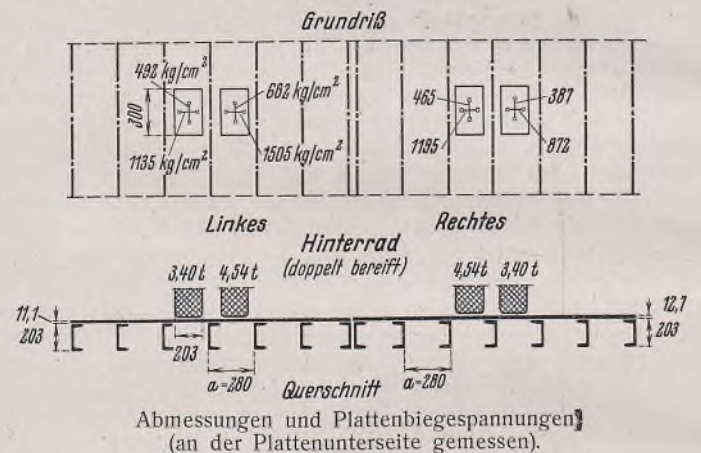 Grundriß
492 kg/cm²
682 kg/cm²
465
387
300
1135 kg/cm²
1505 kg/cm²
1195
872
Linkes
Rechtes
Hinterrad
(doppelt bereift)
3,40 t
4,54 t
4,54 t
3,40 t
11,1
203
203
12,7
203
a=280
a=280
Querschnitt
Abmessungen und Plattenbiegespannungen
(an der Plattenunterseite gemessen).